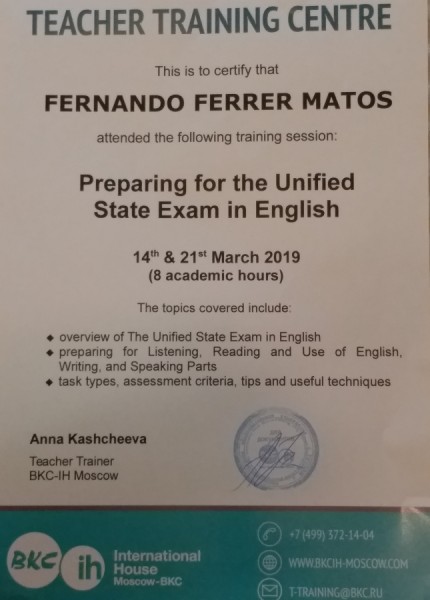 TEACHER TRAINING CENTRE
This is to certify that
FERNANDO FERRER MATOS
attended the following training session:
Preparing for the Unified
State Exam in English
14th & 21st March 2019
(8 academic hours)
The topics covered include:
◆ overview of The Unified State Exam in English
◆ preparing for Listening, Reading and Use of English,
Writing, and Speaking Parts
◆ task types, assessment criteria, tips and useful techniques
Anna Kashcheeva
Teacher Trainer
BKC-IH Moscow
BKC ih
International
House
Moscow-BKC
+7 (499) 372-14-04
WWW.BKCIH-MOSCOW.COM
T-TRAINING@BKC.RU